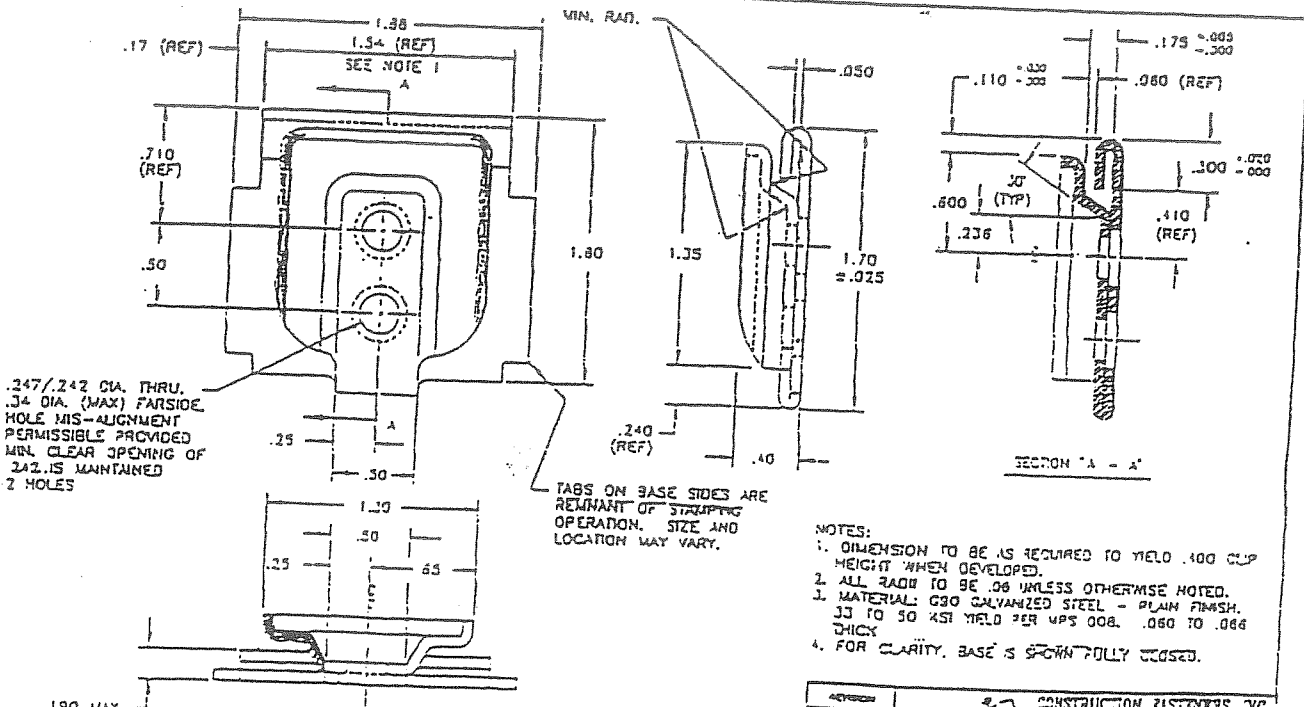 1.88
.17 (REF)
1.54 (REF)
SEE NOTE 1
A
.710
(REF)
.50
1.80
.247/.242 DIA. THRU.
.34 DIA. (MAX) FARSIDE.
HOLE MIS-ALIGNMENT
PERMISSIBLE PROVIDED
MIN. CLEAR OPENING OF
.242 IS MAINTAINED
2 HOLES
A
.25
.50
TABS ON BASE SIDES ARE
REMNANT OF STAMPING
OPERATION. SIZE AND
LOCATION MAY VARY.
MIN. RAD.
.050
1.35
1.70
±.025
.240
(REF)
.40
.175
.110
.060 (REF)
.600
.236
(TYP)
.410
(REF)
SECTION "A - A"
1.30
.50
.25
.65
.190 MAX
NOTES:
1. DIMENSION TO BE AS REQUIRED TO YIELD .400 CLIP
HEIGHT WHEN DEVELOPED.
2. ALL RADII TO BE .06 UNLESS OTHERWISE NOTED.
3. MATERIAL: G90 GALVANIZED STEEL - PLAIN FINISH.
33 TO 50 KSI YIELD PER MPS 008. .060 TO .066
THICK
4. FOR CLARITY, BASE IS SHOWN FULLY CLOSED.
CONSTRUCTION FASTENERS